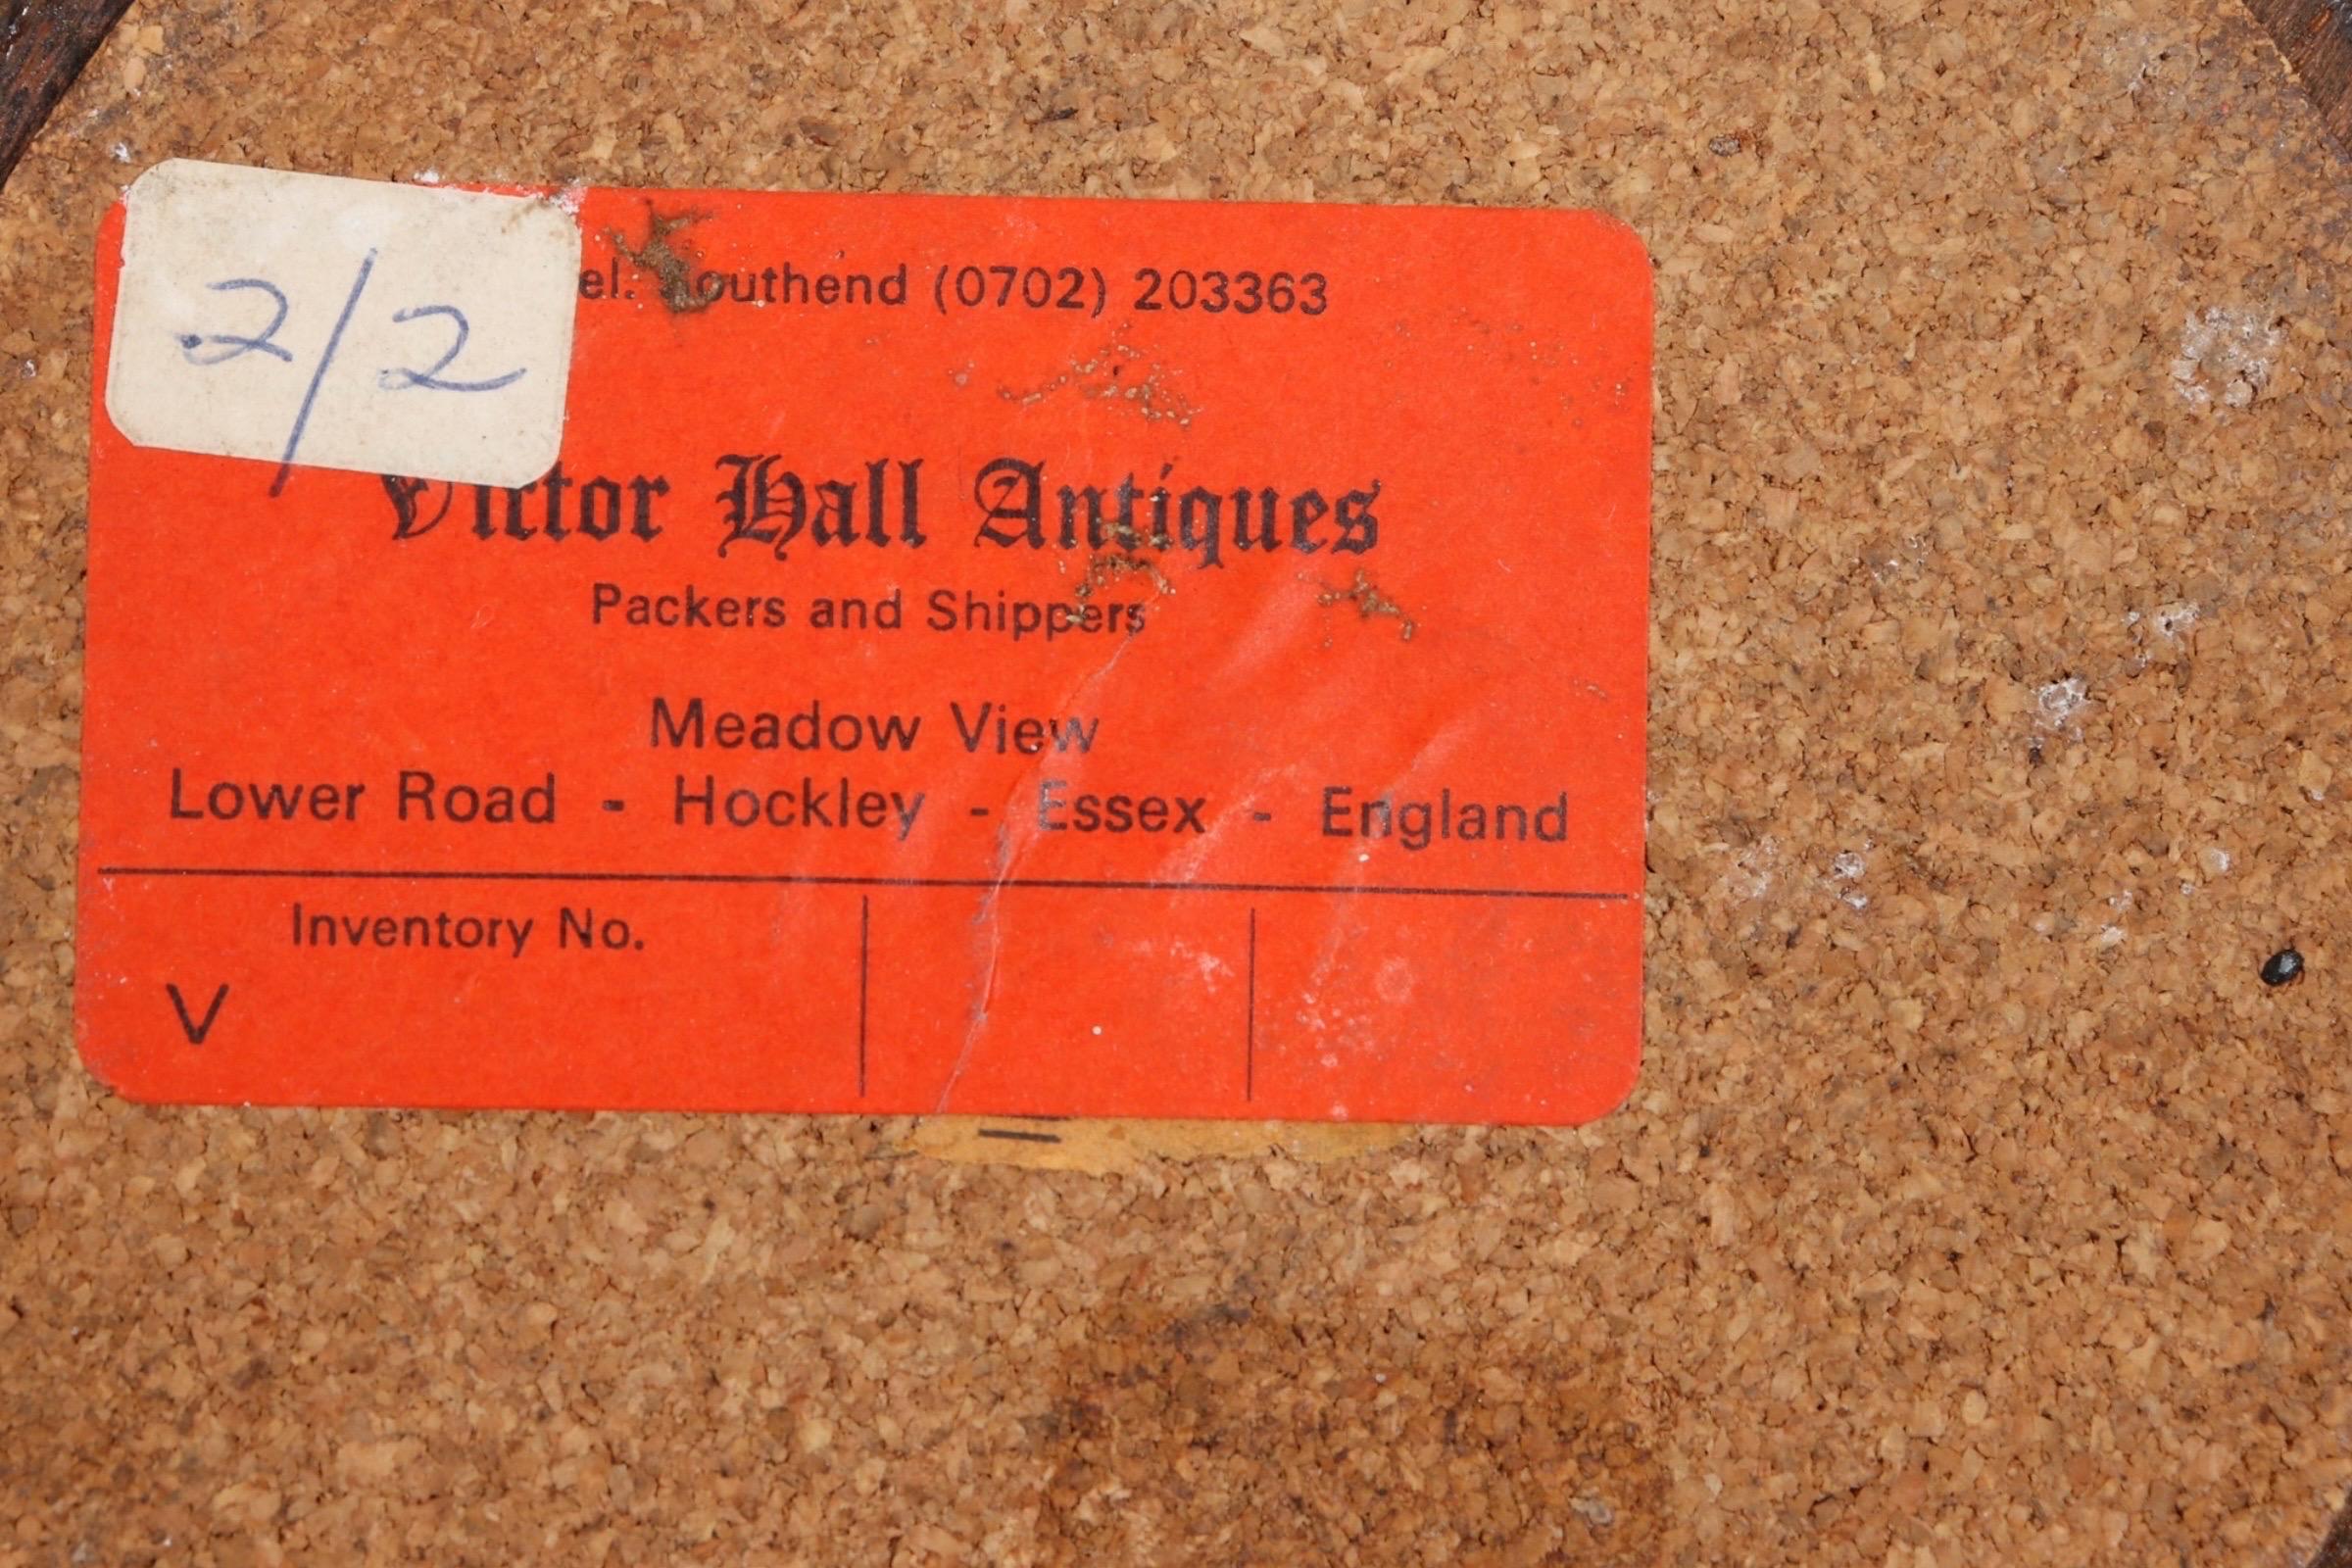 2/2
el. Southend (0702) 203363
Victor Hall Antiques
Packers and Shippers
Meadow View
Lower Road - Hockley - Essex - England
Inventory No.
V